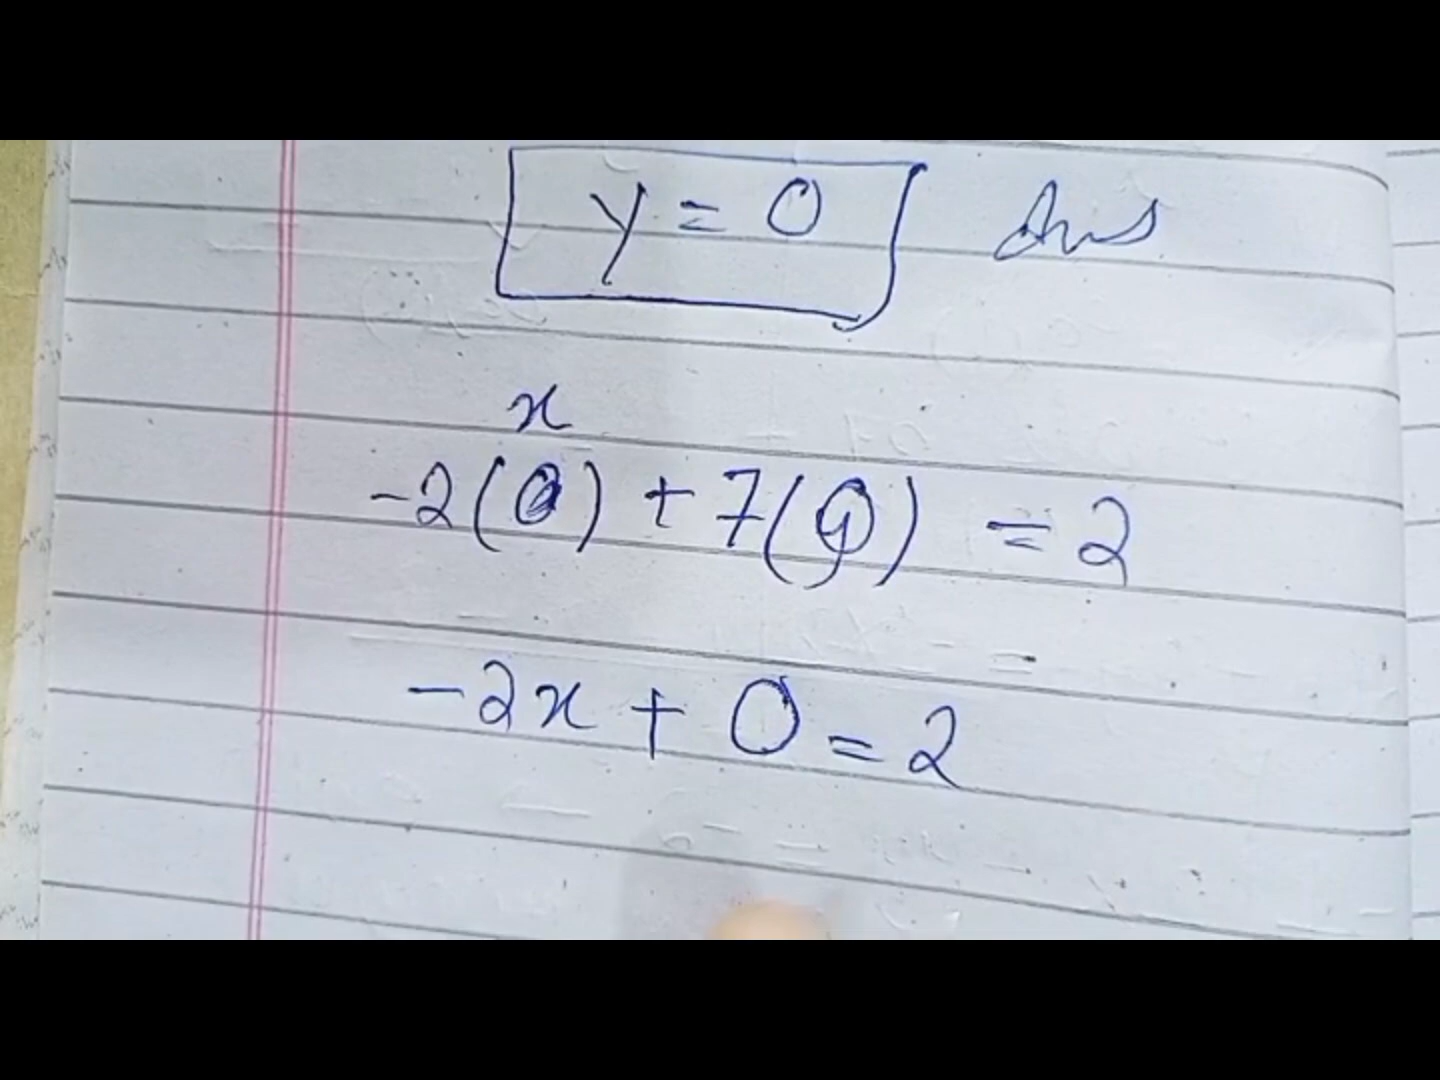 y = 0 Ans
x
-2(0) + 7(0) = 2
-2x + 0 = 2